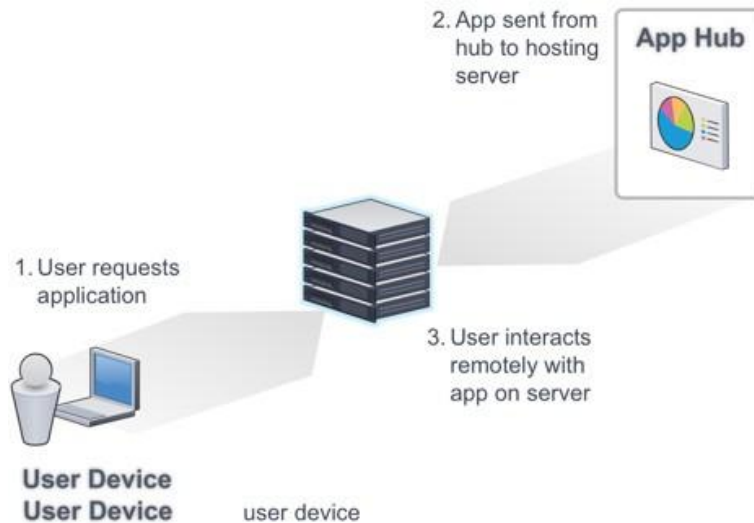 2. App sent from
hub to hosting
server
App Hub
1. User requests
application
3. User interacts
remotely with
app on server
User Device
User Device user device